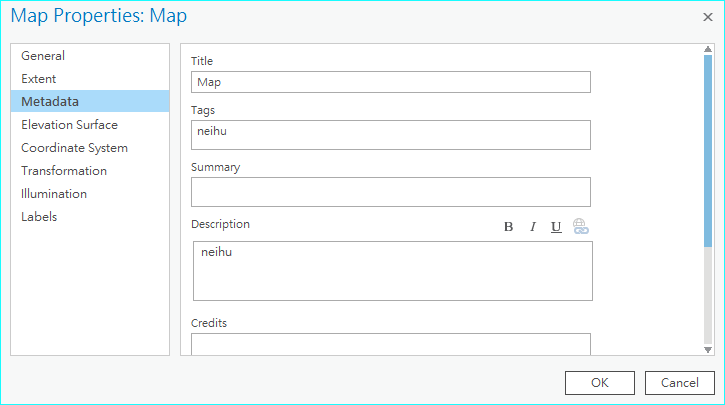 Map Properties: Map
General
Extent
Metadata
Elevation Surface
Coordinate System
Transformation
Illumination
Labels
Title
Map
Tags
neihu
Summary
Description
B I U
neihu
Credits
OK
Cancel